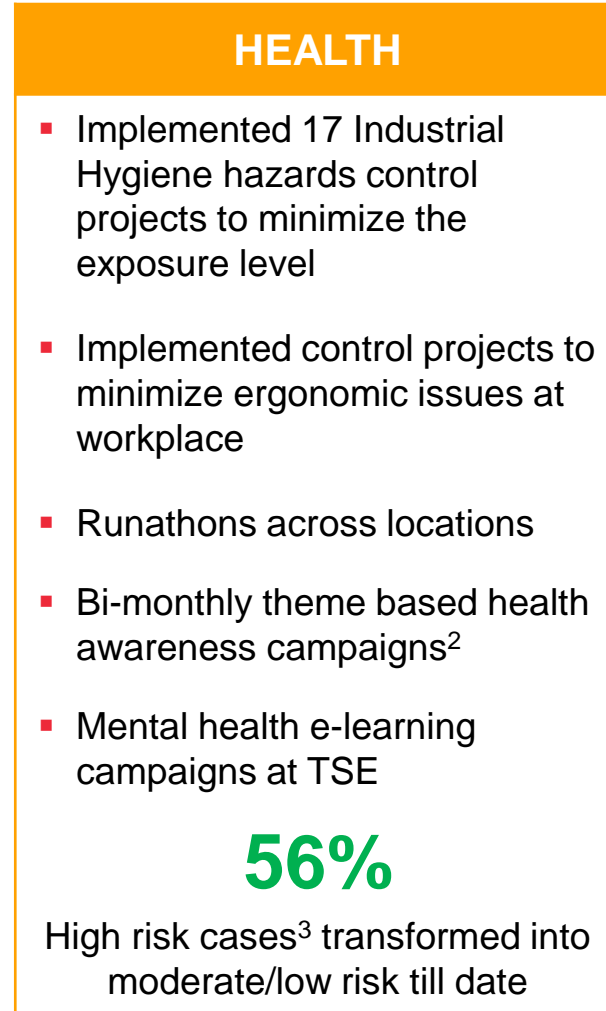 HEALTH
▪ Implemented 17 Industrial
Hygiene hazards control
projects to minimize the
exposure level
▪ Implemented control projects to
minimize ergonomic issues at
workplace
▪ Runathons across locations
▪ Bi-monthly theme based health
awareness campaigns²
▪ Mental health e-learning
campaigns at TSE
56%
High risk cases³ transformed into
moderate/low risk till date